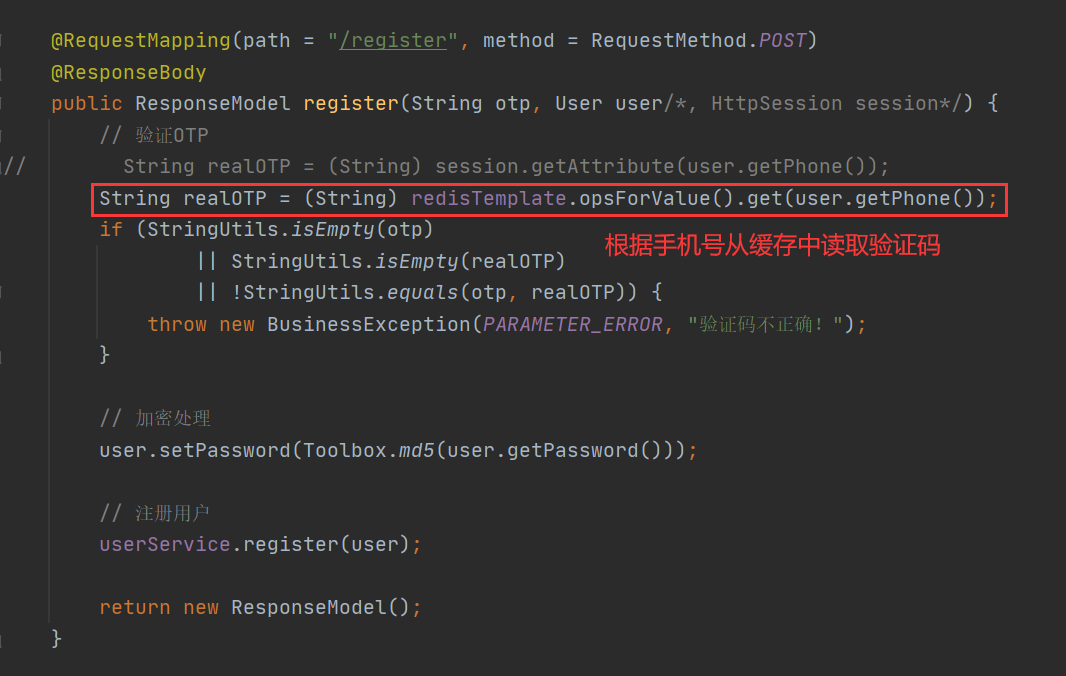 @RequestMapping(path = "/register", method = RequestMethod.POST)
@ResponseBody
public ResponseModel register(String otp, User user/*, HttpSession session*/) {
// 验证OTP
// String realOTP = (String) session.getAttribute(user.getPhone());
String realOTP = (String) redisTemplate.opsForValue().get(user.getPhone());
if (StringUtils.isEmpty(otp)
根据手机号从缓存中读取验证码
|| StringUtils.isEmpty(realOTP)
|| !StringUtils.equals(otp, realOTP)) {
throw new BusinessException(PARAMETER_ERROR, "验证码不正确！");
}
// 加密处理
user.setPassword(Toolbox.md5(user.getPassword()));
// 注册用户
userService.register(user);
return new ResponseModel();
}